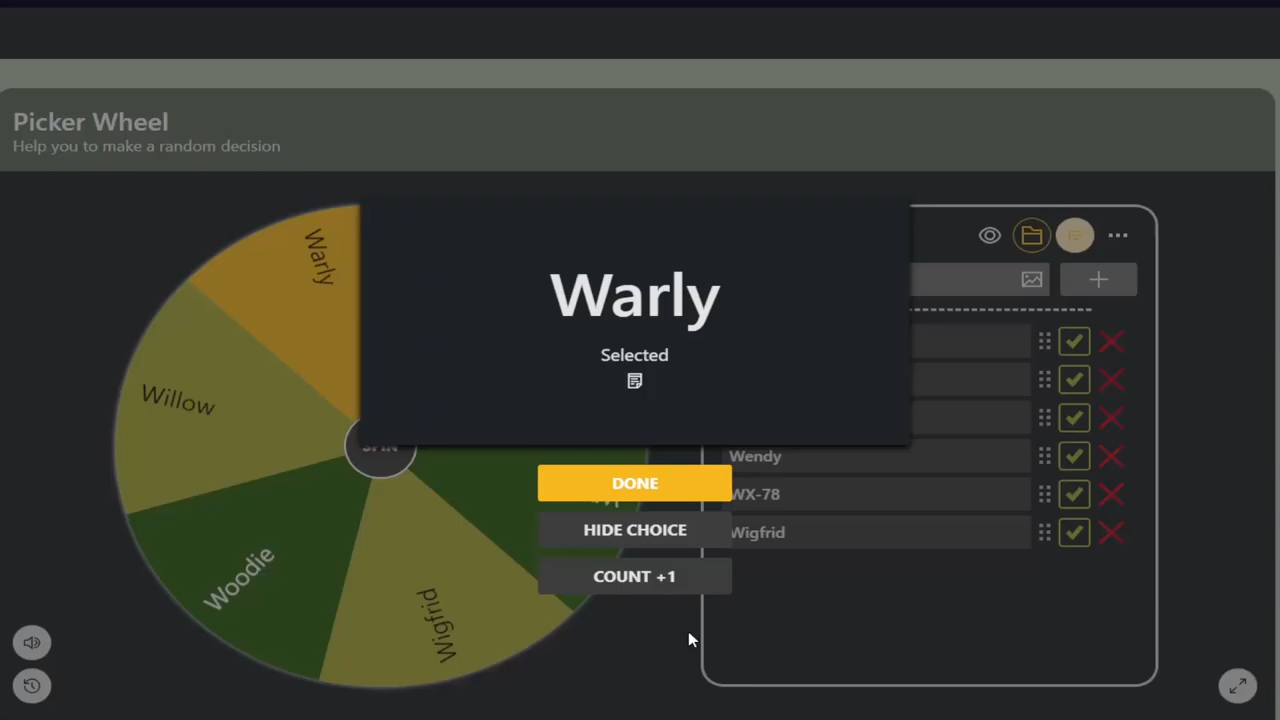 Picker Wheel
Help you to make a random decision
Warly
Warly
Selected
Willow
SPIN
Wendy
DONE
WX-78
HIDE CHOICE
Wigfrid
Woodie
COUNT +1
Wigfrid